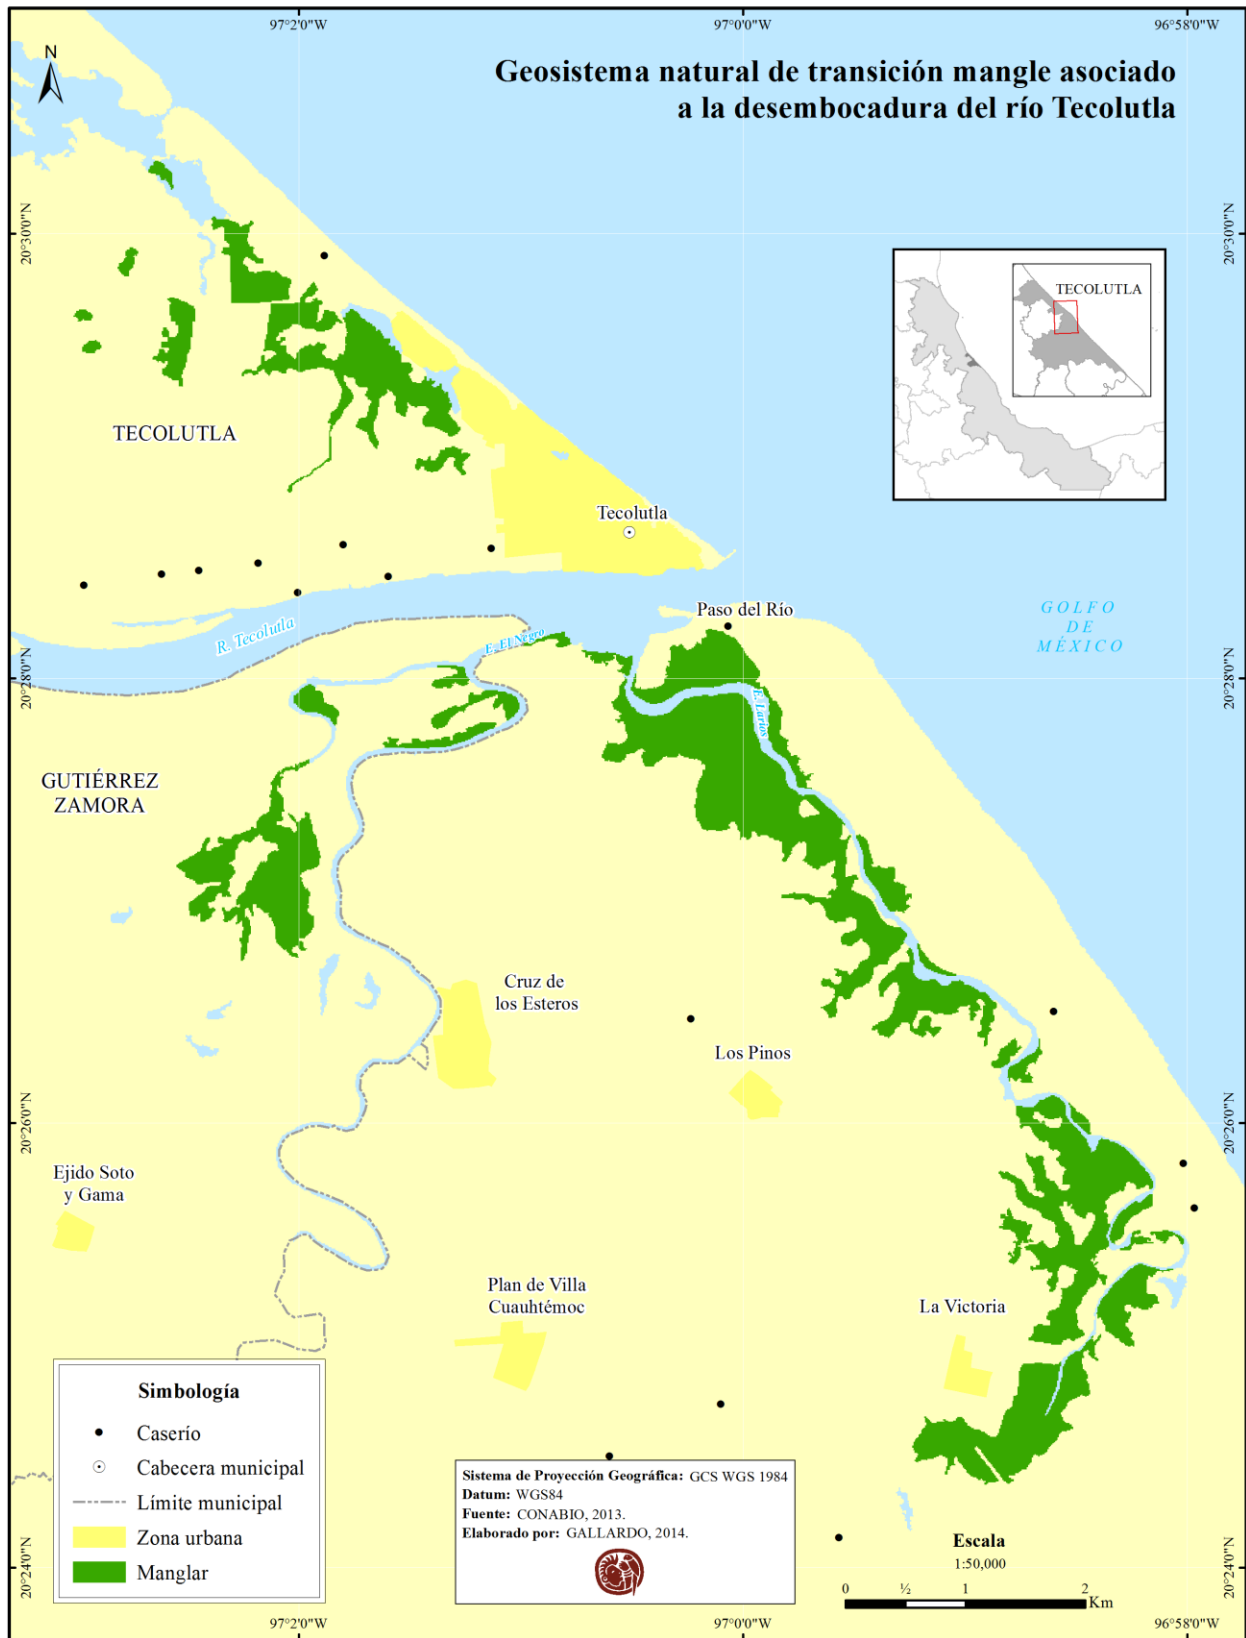 97°2'0"W
97°0'0"W
96°58'0"W
N
Geosistema natural de transición mangle asociado
a la desembocadura del río Tecolutla
20°30'0"N
20°30'0"N
TECOLUTLA
TECOLUTLA
Tecolutla
Paso del Río
GOLFO
DE
MÉXICO
R. Tecolutla
E. El Negro
20°28'0"N
20°28'0"N
E. Larios
GUTIÉRREZ
ZAMORA
Cruz de
los Esteros
Los Pinos
20°26'0"N
20°26'0"N
Ejido Soto
y Gama
Plan de Villa
Cuauhtémoc
La Victoria
Simbología
Caserío
Cabecera municipal
Límite municipal
Zona urbana
Manglar
Sistema de Proyección Geográfica: GCS WGS 1984
Datum: WGS84
Fuente: CONABIO, 2013.
Elaborado por: GALLARDO, 2014.
Escala
1:50,000
0 ½ 1 2
Km
20°24'0"N
20°24'0"N
97°2'0"W
97°0'0"W
96°58'0"W